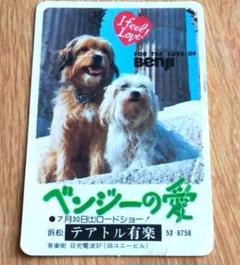 I feel Love!
FOR THE LOVE OF
BENJI
ベンジーの愛
●7月30日(土)ロードショー!
浜松 テアトル有楽 53-8758
有楽街・日光電波3F(旧ユニービル)